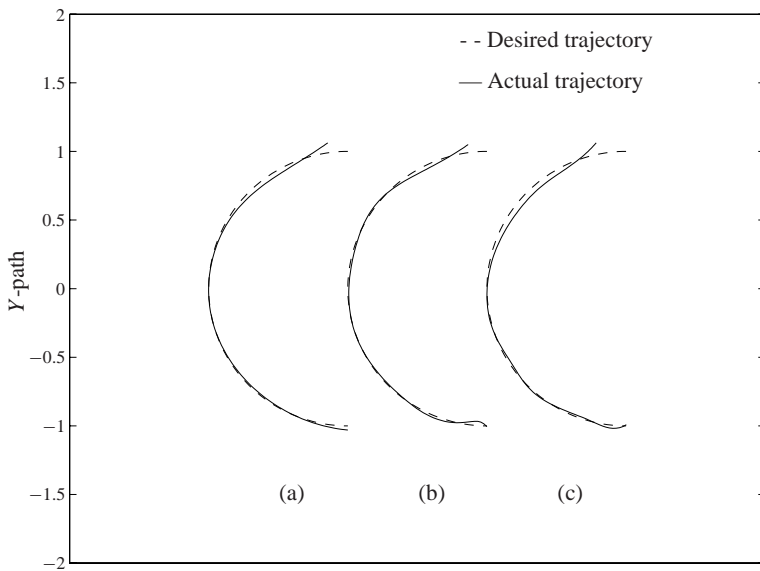 2
-- Desired trajectory
1.5
— Actual trajectory
1
0.5
Y-path
0
−0.5
−1
(a) (b) (c)
−1.5
−2